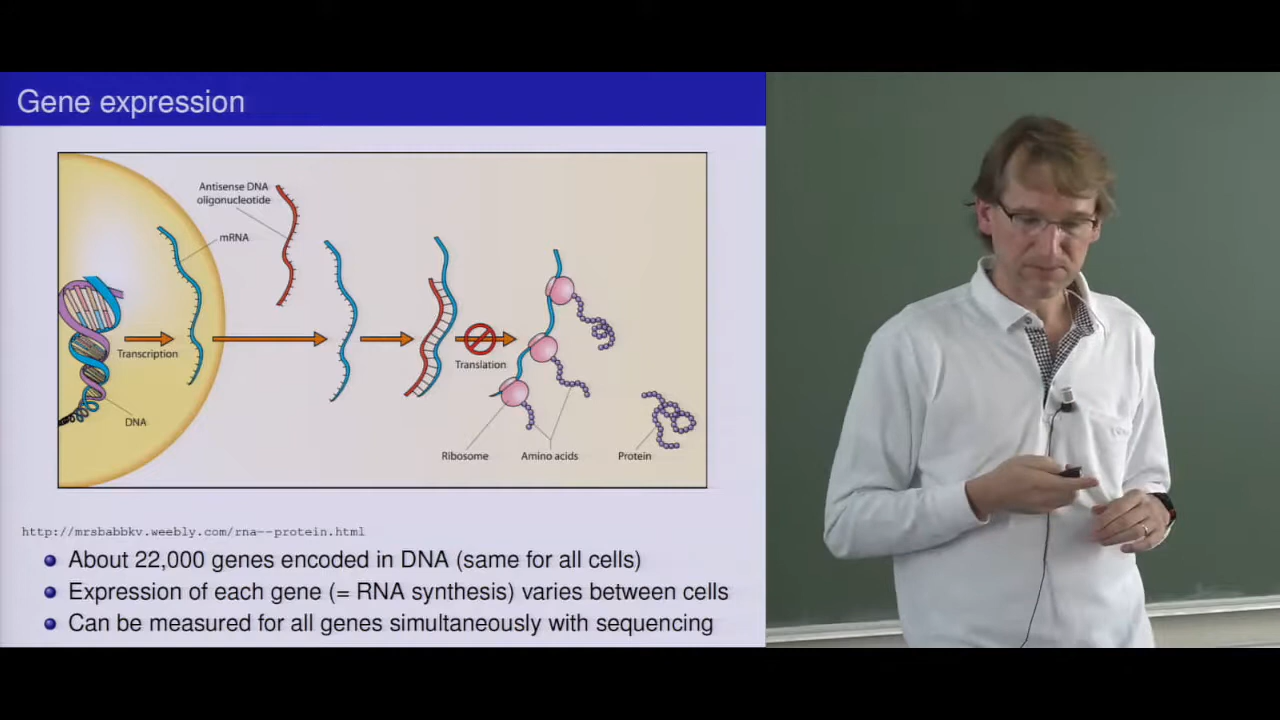 Gene expression
Antisense DNA
oligonucleotide
mRNA
Transcription
Translation
DNA
Ribosome
Amino acids
Protein
http://mrsbabbkv.weebly.com/rna--protein.html
About 22,000 genes encoded in DNA (same for all cells)
Expression of each gene (= RNA synthesis) varies between cells
Can be measured for all genes simultaneously with sequencing